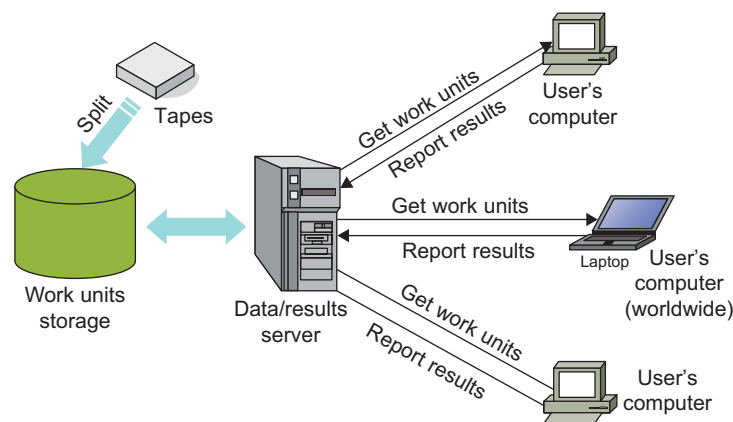 Split
Tapes
Work units
storage
Data/results
server
Get work units
Report results
User's
computer
Get work units
Report results
Laptop
User's
computer
(worldwide)
Get work units
Report results
User's
computer